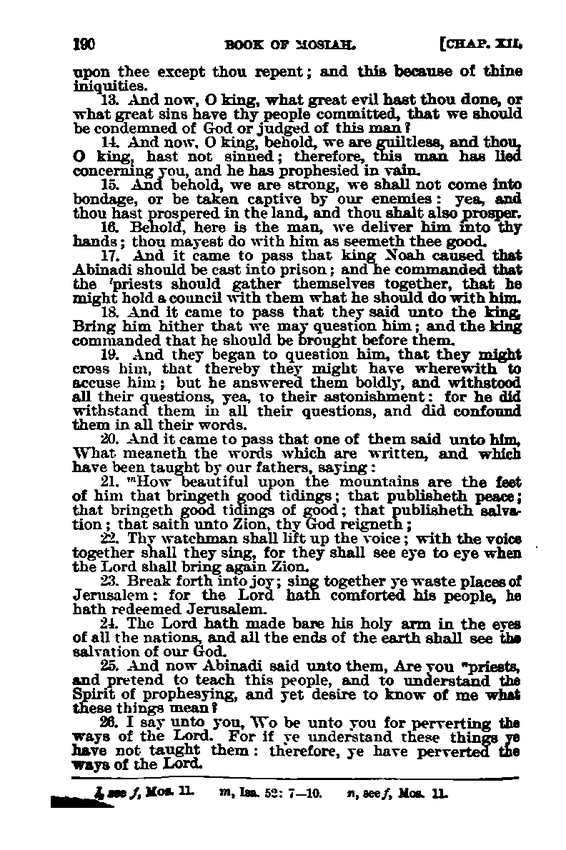 190 BOOK OF MOSIAH. [CHAP. XII.
upon thee except thou repent; and this because of thine
iniquities.
13. And now, O king, what great evil hast thou done, or
what great sins have thy people committed, that we should
be condemned of God or judged of this man?
14. And now, O king, behold, we are guiltless, and thou,
O king, hast not sinned; therefore, this man has lied
concerning you, and he has prophesied in vain.
15. And behold, we are strong, we shall not come into
bondage, or be taken captive by our enemies: yea, and
thou hast prospered in the land, and thou shalt also prosper.
16. Behold, here is the man, we deliver him into thy
hands; thou mayest do with him as seemeth thee good.
17. And it came to pass that king Noah caused that
Abinadi should be cast into prison; and he commanded that
the lpriests should gather themselves together, that he
might hold a council with them what he should do with him.
18. And it came to pass that they said unto the king,
Bring him hither that we may question him; and the king
commanded that he should be brought before them.
19. And they began to question him, that they might
cross him, that thereby they might have wherewith to
accuse him; but he answered them boldly, and withstood
all their questions, yea, to their astonishment: for he did
withstand them in all their questions, and did confound
them in all their words.
20. And it came to pass that one of them said unto him,
What meaneth the words which are written, and which
have been taught by our fathers, saying:
21. mHow beautiful upon the mountains are the feet
of him that bringeth good tidings; that publisheth peace;
that bringeth good tidings of good; that publisheth salva-
tion; that saith unto Zion, thy God reigneth;
22. Thy watchman shall lift up the voice; with the voice
together shall they sing, for they shall see eye to eye when
the Lord shall bring again Zion.
23. Break forth into joy; sing together ye waste places of
Jerusalem: for the Lord hath comforted his people, he
hath redeemed Jerusalem.
24. The Lord hath made bare his holy arm in the eyes
of all the nations, and all the ends of the earth shall see the
salvation of our God.
25. And now Abinadi said unto them, Are you npriests,
and pretend to teach this people, and to understand the
Spirit of prophesying, and yet desire to know of me what
these things mean?
26. I say unto you, Wo be unto you for perverting the
ways of the Lord. For if ye understand these things ye
have not taught them: therefore, ye have perverted the
ways of the Lord.
l, see f, Mos. 11. m, Isa. 52: 7—10. n, see f, Mos. 11.